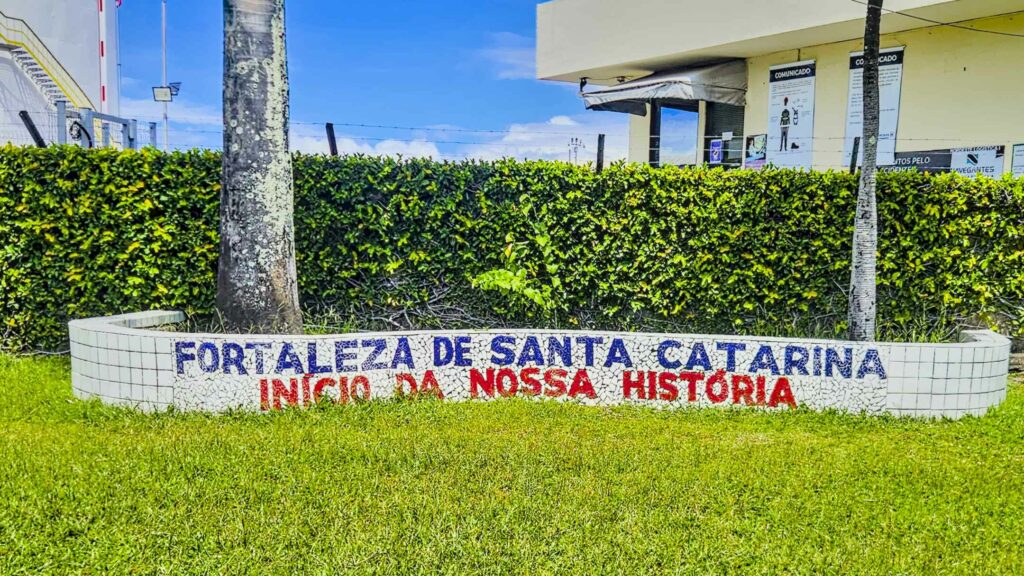 COMUNICADO
COMUNICADO
FORTALEZA DE SANTA CATARINA
INÍCIO DA NOSSA HISTÓRIA